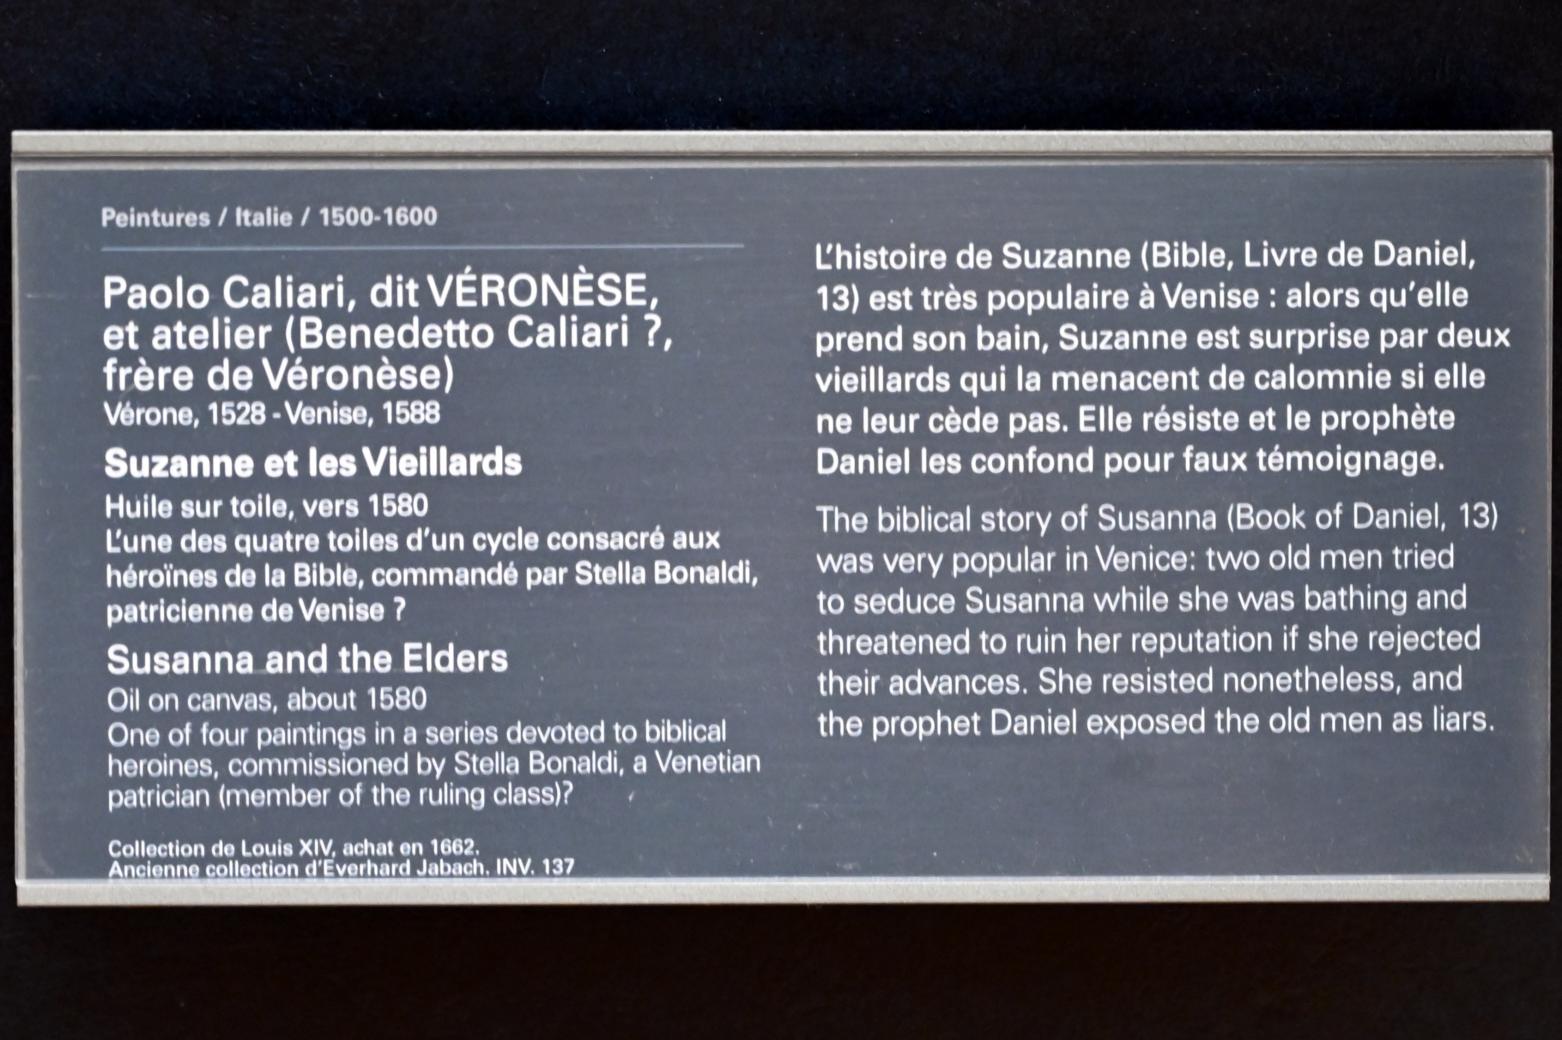 Peintures / Italie / 1500-1600
Paolo Caliari, dit VÉRONÈSE,
et atelier (Benedetto Caliari ?,
frère de Véronèse)
Vérone, 1528 - Venise, 1588
Suzanne et les Vieillards
Huile sur toile, vers 1580
L'une des quatre toiles d'un cycle consacré aux
héroïnes de la Bible, commandé par Stella Bonaldi,
patricienne de Venise ?
Susanna and the Elders
Oil on canvas, about 1580
One of four paintings in a series devoted to biblical
heroines, commissioned by Stella Bonaldi, a Venetian
patrician (member of the ruling class)?
Collection de Louis XIV, achat en 1662.
Ancienne collection d'Everhard Jabach. INV. 137
L'histoire de Suzanne (Bible, Livre de Daniel,
13) est très populaire à Venise : alors qu'elle
prend son bain, Suzanne est surprise par deux
vieillards qui la menacent de calomnie si elle
ne leur cède pas. Elle résiste et le prophète
Daniel les confond pour faux témoignage.
The biblical story of Susanna (Book of Daniel, 13)
was very popular in Venice: two old men tried
to seduce Susanna while she was bathing and
threatened to ruin her reputation if she rejected
their advances. She resisted nonetheless, and
the prophet Daniel exposed the old men as liars.